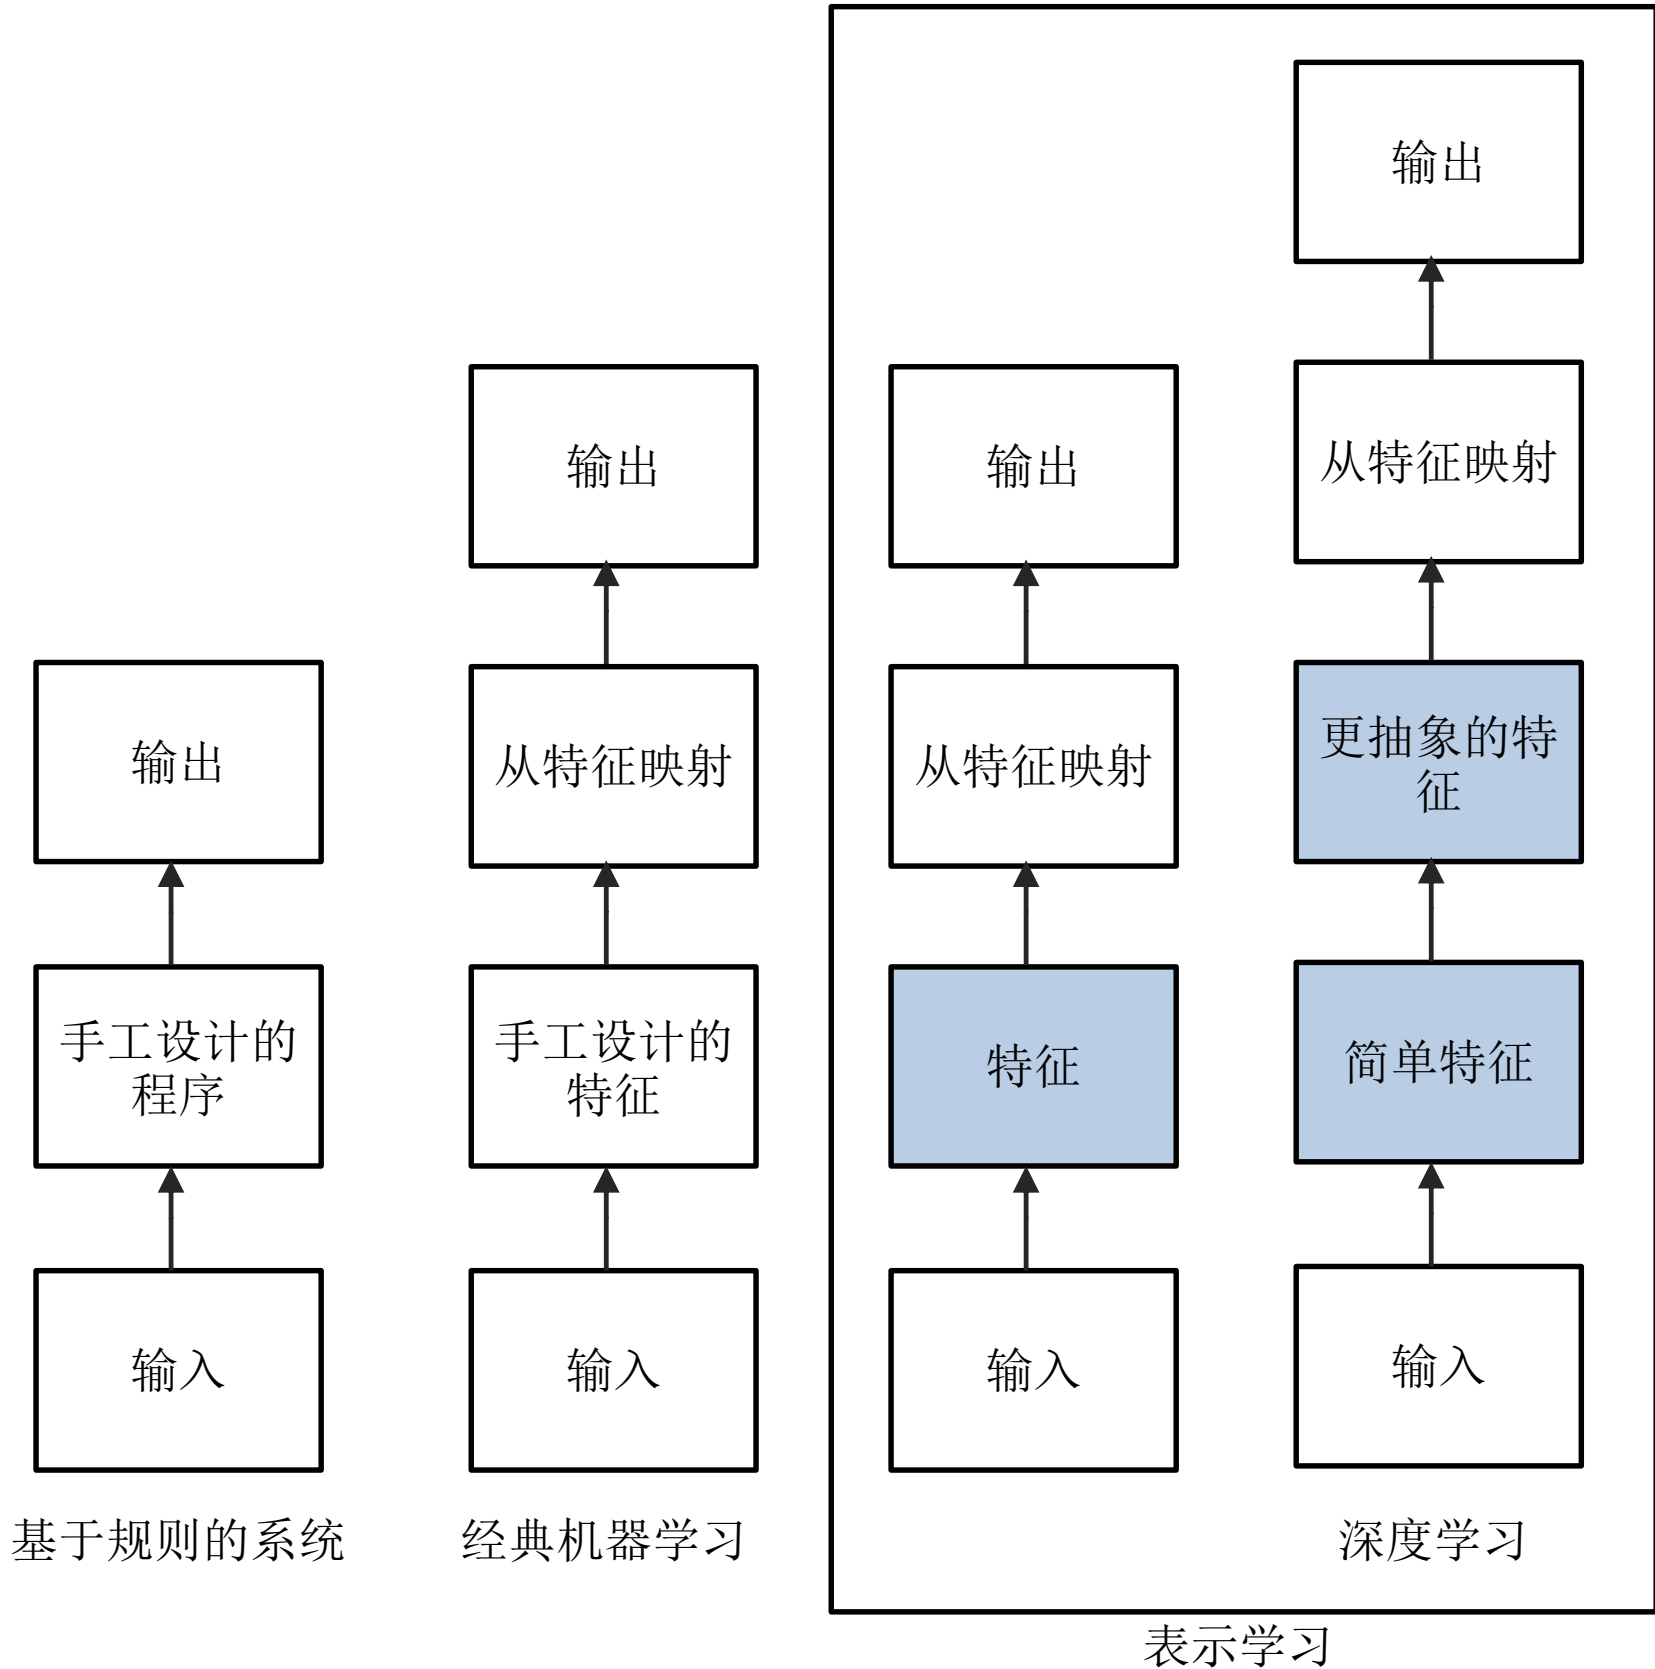 输出
手工设计的
程序
输入
基于规则的系统
输出
从特征映射
手工设计的
特征
输入
经典机器学习
输出
从特征映射
特征
输入
输出
从特征映射
更抽象的特
征
简单特征
输入
深度学习
表示学习